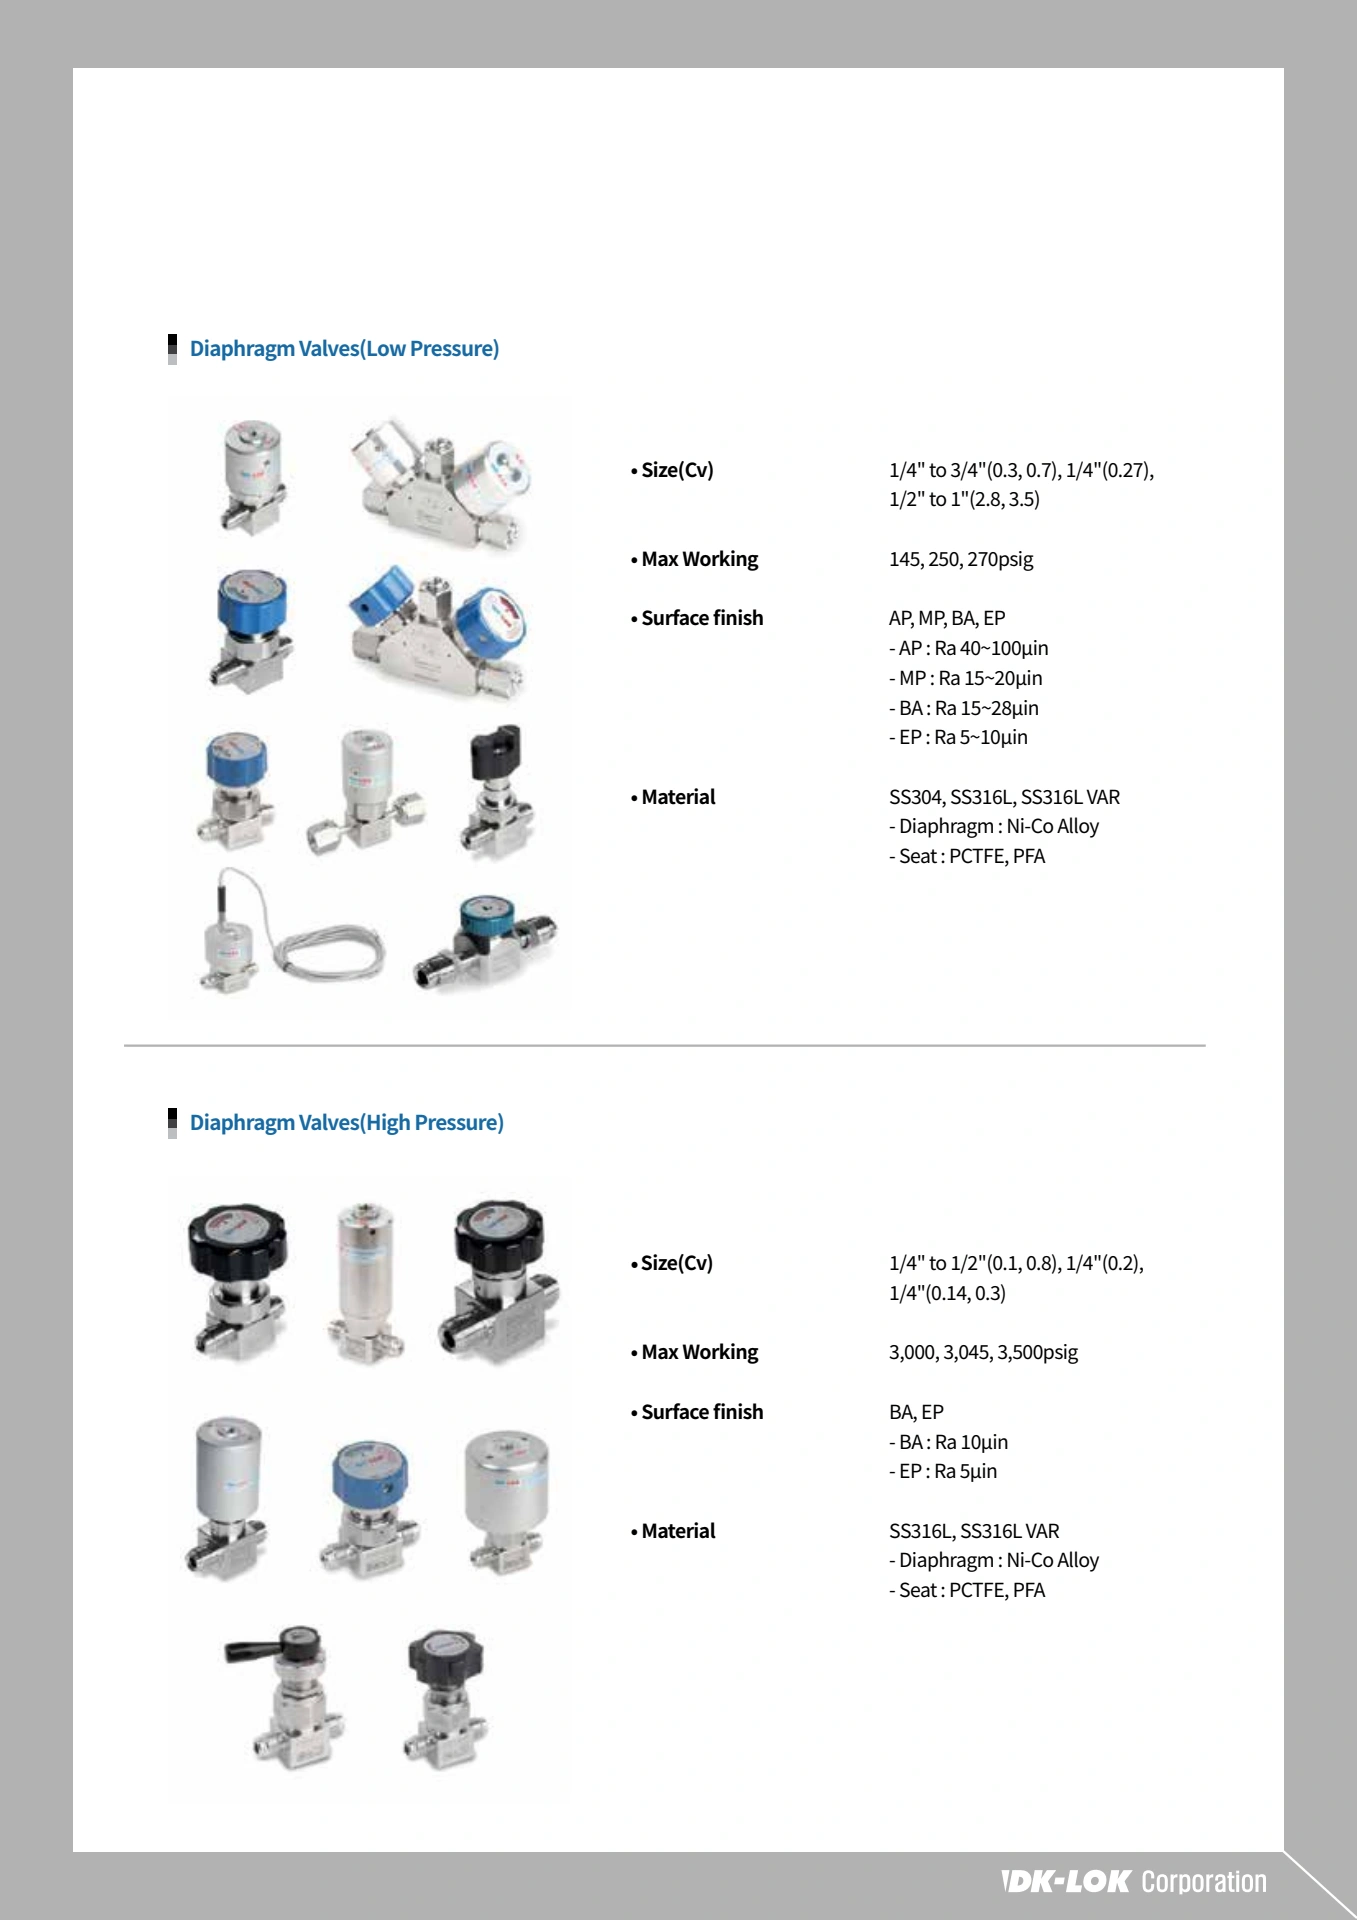 Diaphragm Valves(Low Pressure)
• Size(Cv)
1/4" to 3/4"(0.3, 0.7), 1/4"(0.27),
1/2" to 1"(2.8, 3.5)
• Max Working
145, 250, 270psig
• Surface finish
AP, MP, BA, EP
- AP : Ra 40~100μin
- MP : Ra 15~20μin
- BA : Ra 15~28μin
- EP : Ra 5~10μin
• Material
SS304, SS316L, SS316L VAR
- Diaphragm : Ni-Co Alloy
- Seat : PCTFE, PFA
Diaphragm Valves(High Pressure)
• Size(Cv)
1/4" to 1/2"(0.1, 0.8), 1/4"(0.2),
1/4"(0.14, 0.3)
• Max Working
3,000, 3,045, 3,500psig
• Surface finish
BA, EP
- BA : Ra 10μin
- EP : Ra 5μin
• Material
SS316L, SS316L VAR
- Diaphragm : Ni-Co Alloy
- Seat : PCTFE, PFA
DK-LOK Corporation